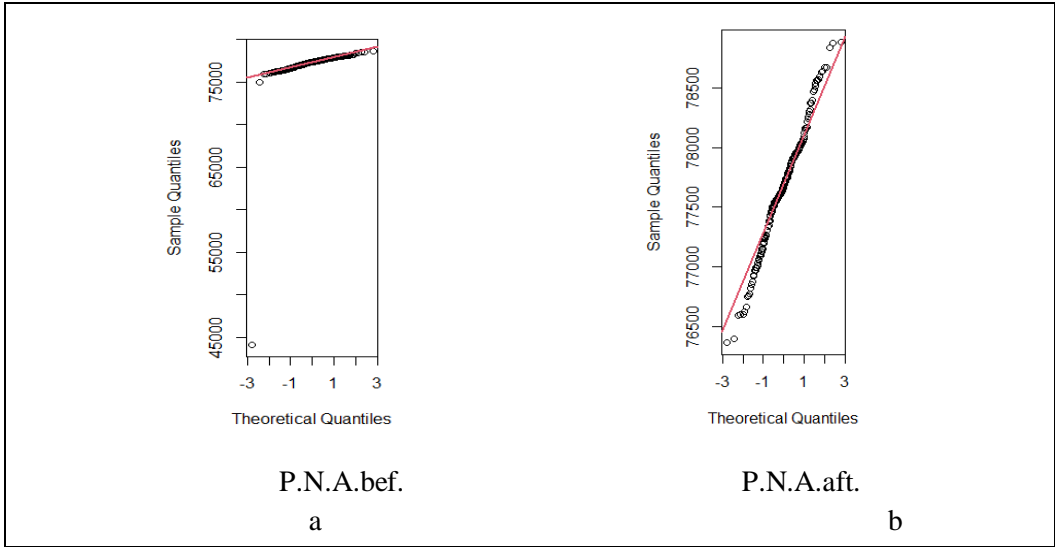 75000
65000
55000
45000
Sample Quantiles
-3 -1 1 3
Theoretical Quantiles
P.N.A.bef.
a
78500
78000
77500
77000
76500
Sample Quantiles
-3 -1 1 3
Theoretical Quantiles
P.N.A.aft.
b